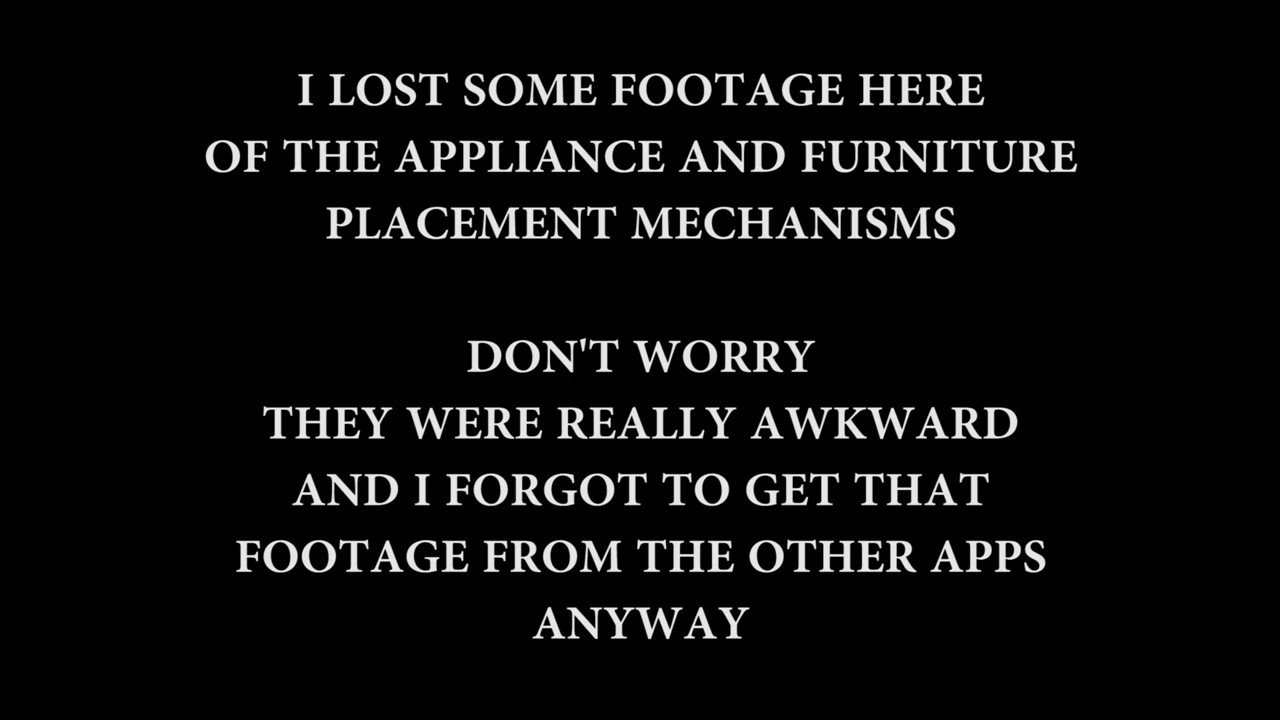 I LOST SOME FOOTAGE HERE
OF THE APPLIANCE AND FURNITURE
PLACEMENT MECHANISMS
DON'T WORRY
THEY WERE REALLY AWKWARD
AND I FORGOT TO GET THAT
FOOTAGE FROM THE OTHER APPS
ANYWAY